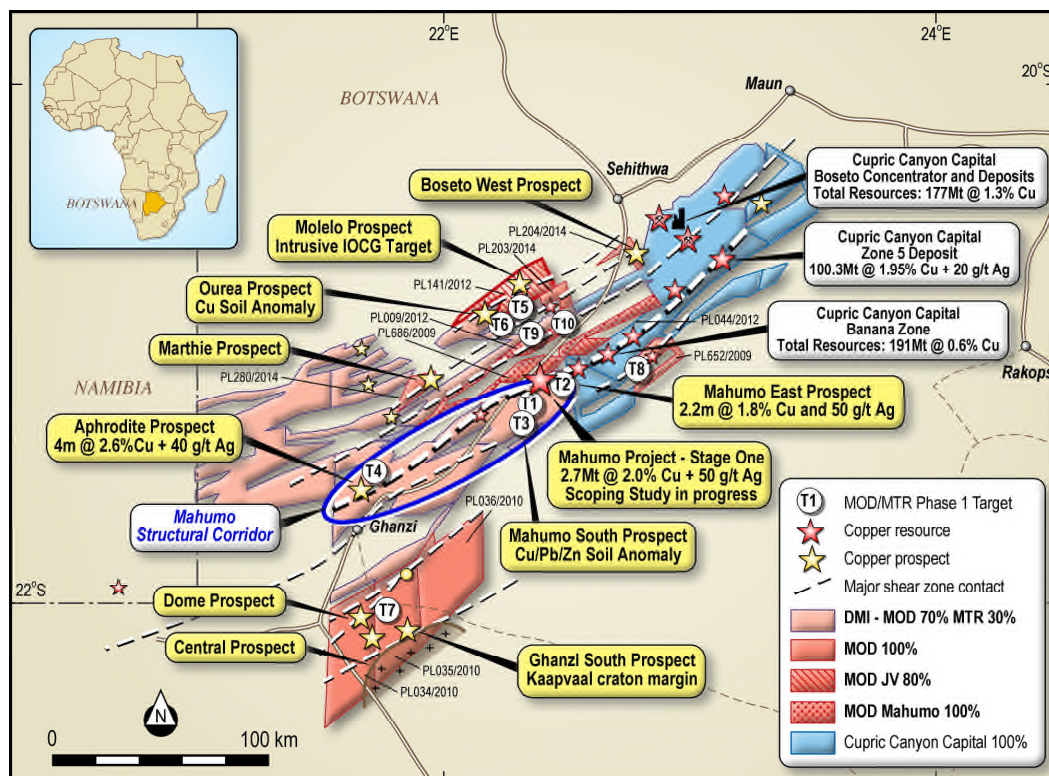 22°E
24°E
20°S
BOTSWANA
Maun
BOTSWANA
Sehithwa
Cupric Canyon Capital
Boseto Concentrator and Deposits
Total Resources: 177Mt @ 1.3% Cu
Boseto West Prospect
Molelo Prospect
Intrusive IOCG Target
PL204/2014
PL203/2014
Cupric Canyon Capital
Zone 5 Deposit
100.3Mt @ 1.95% Cu + 20 g/t Ag
Ourea Prospect
Cu Soil Anomaly
PL141/2012
PL009/2012
PL686/2009
T5
T6
T9
T10
PL044/2012
Cupric Canyon Capital
Banana Zone
Total Resources: 191Mt @ 0.6% Cu
Marthie Prospect
PL652/2009
Rakops
NAMIBIA
PL280/2014
T8
T2
T1
T3
Mahumo East Prospect
2.2m @ 1.8% Cu and 50 g/t Ag
Aphrodite Prospect
4m @ 2.6%Cu + 40 g/t Ag
T4
Mahumo Project - Stage One
2.7Mt @ 2.0% Cu + 50 g/t Ag
Scoping Study in progress
PL036/2010
Mahumo
Structural Corridor
Ghanzi
Mahumo South Prospect
Cu/Pb/Zn Soil Anomaly
22°S
Dome Prospect
T7
Central Prospect
Ghanzi South Prospect
Kaapvaal craton margin
PL035/2010
PL034/2010
N
0
100 km
T1 MOD/MTR Phase 1 Target
Copper resource
Copper prospect
Major shear zone contact
DMI - MOD 70% MTR 30%
MOD 100%
MOD JV 80%
MOD Mahumo 100%
Cupric Canyon Capital 100%